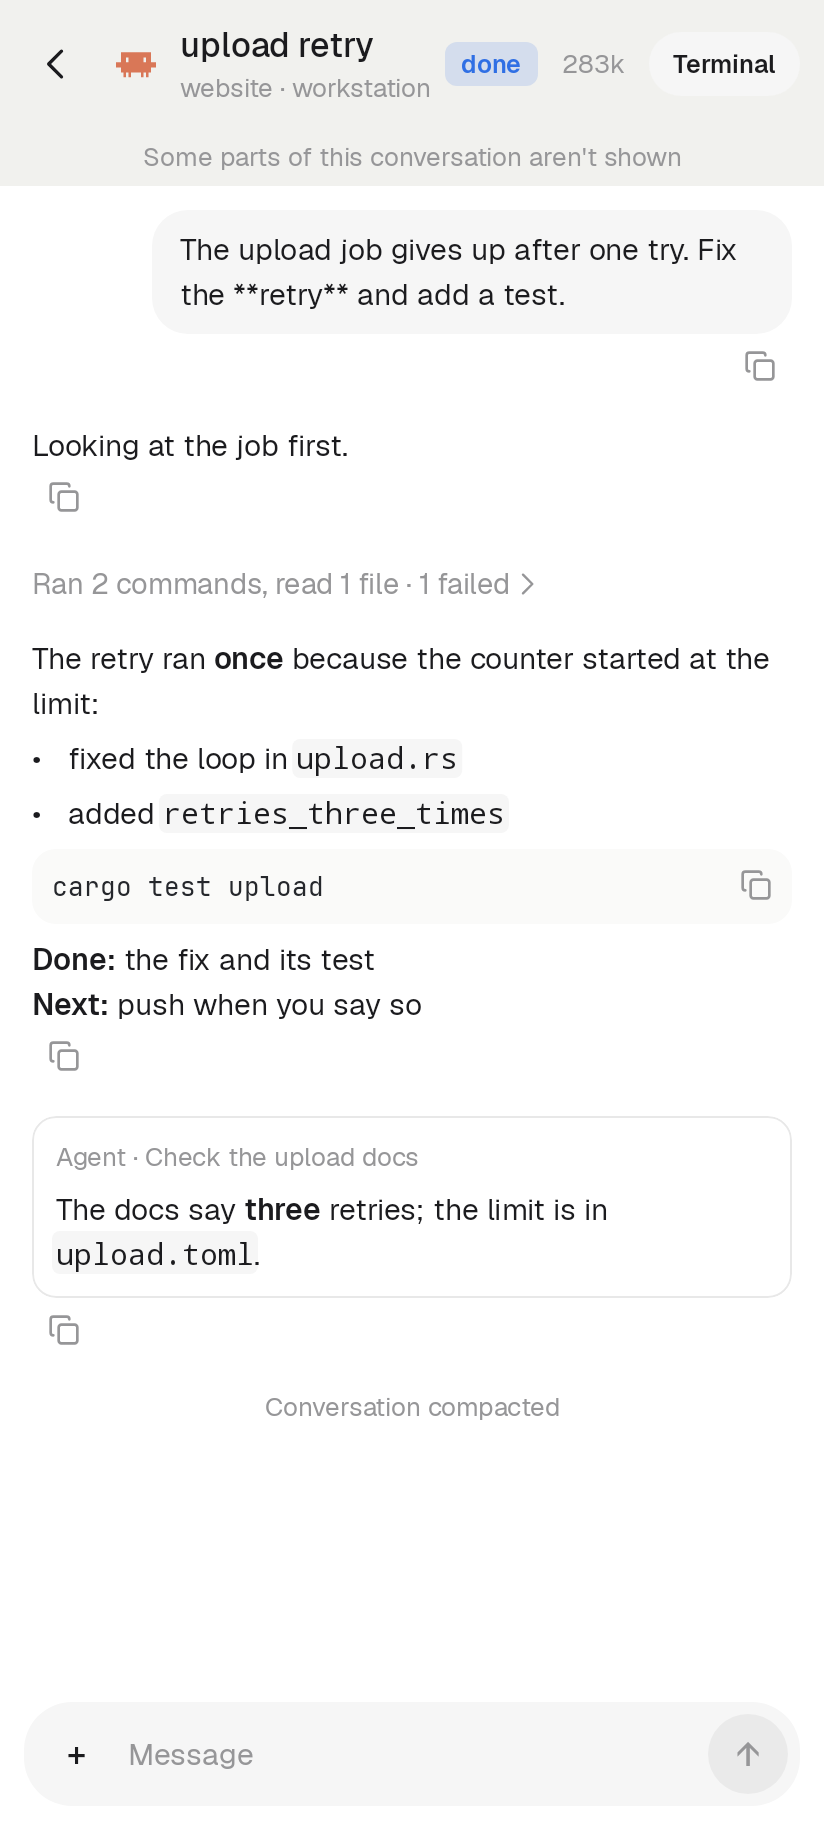 upload retry
website · workstation
done
283k
Terminal
Some parts of this conversation aren't shown
The upload job gives up after one try. Fix
the **retry** and add a test.
Looking at the job first.
Ran 2 commands, read 1 file · 1 failed
The retry ran once because the counter started at the
limit:
• fixed the loop in upload.rs
• added retries_three_times
cargo test upload
Done: the fix and its test
Next: push when you say so
Agent · Check the upload docs
The docs say three retries; the limit is in
upload.toml.
Conversation compacted
+ Message